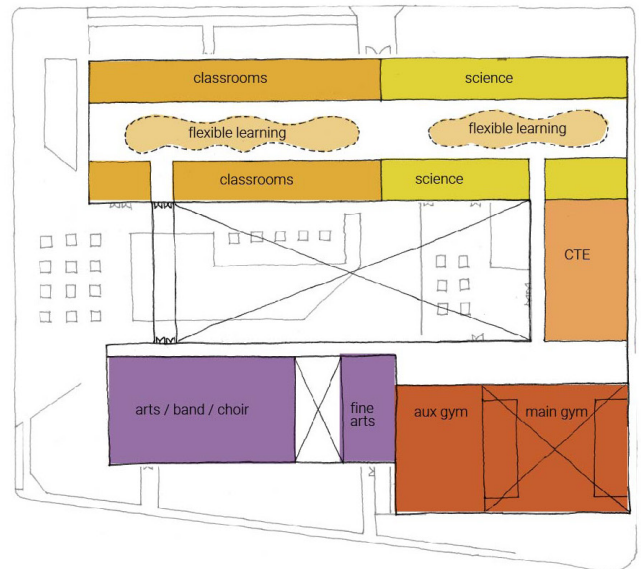 classrooms
science
flexible learning
flexible learning
classrooms
science
CTE
arts / band / choir
fine
arts
aux gym
main gym